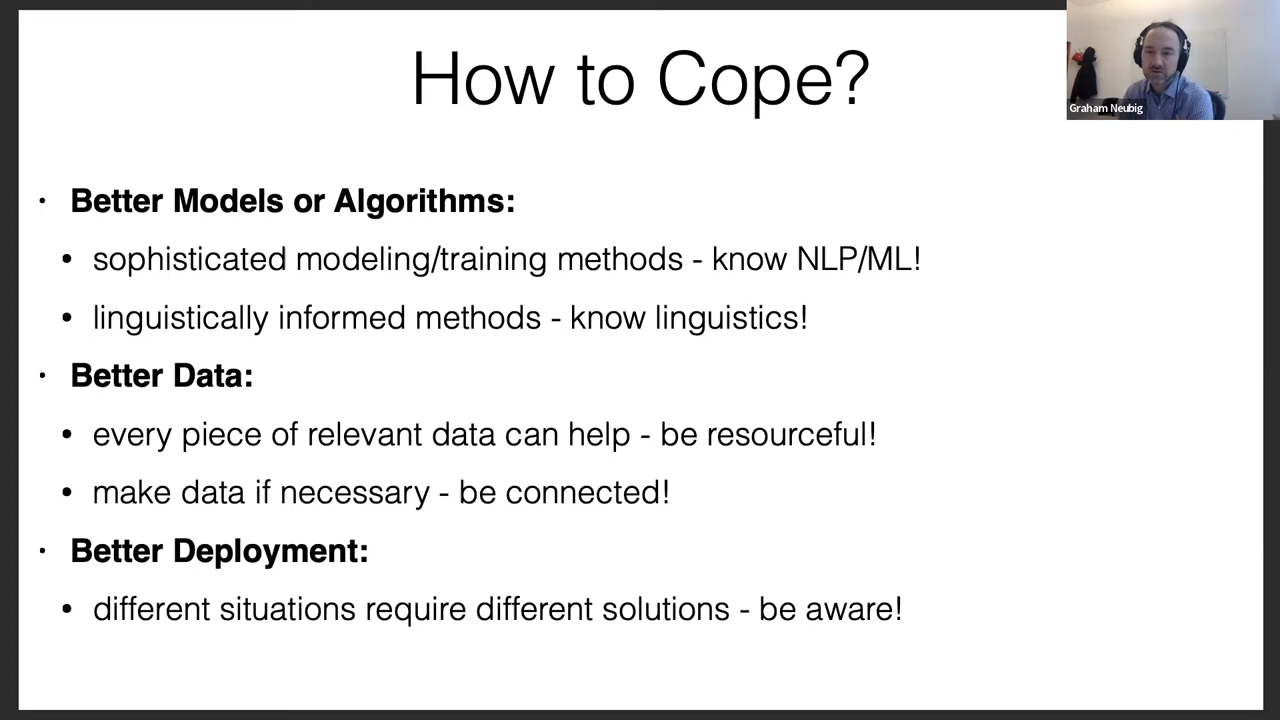 How to Cope?
Graham Neubig
• Better Models or Algorithms:
• sophisticated modeling/training methods - know NLP/ML!
• linguistically informed methods - know linguistics!
• Better Data:
• every piece of relevant data can help - be resourceful!
• make data if necessary - be connected!
• Better Deployment:
• different situations require different solutions - be aware!